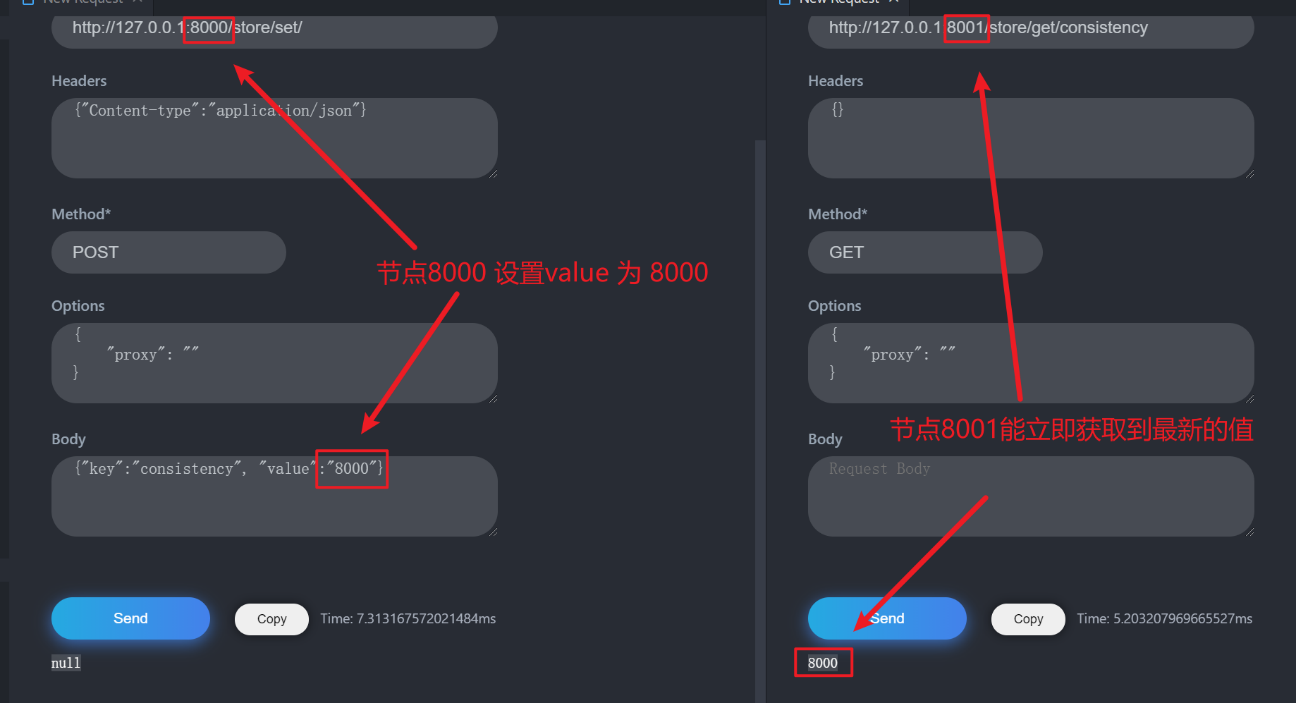 New Request
http://127.0.0.1:8000/store/set/
Headers
{"Content-type":"application/json"}
Method*
POST
节点8000 设置value 为 8000
Options
{
"proxy": ""
}
Body
{"key":"consistency", "value":"8000"}
Send
Copy
Time: 7.313167572021484ms
null
New Request
http://127.0.0.1:8001/store/get/consistency
Headers
{}
Method*
GET
Options
{
"proxy": ""
}
节点8001能立即获取到最新的值
Body
Request Body
Send
Copy
Time: 5.203207969665527ms
8000